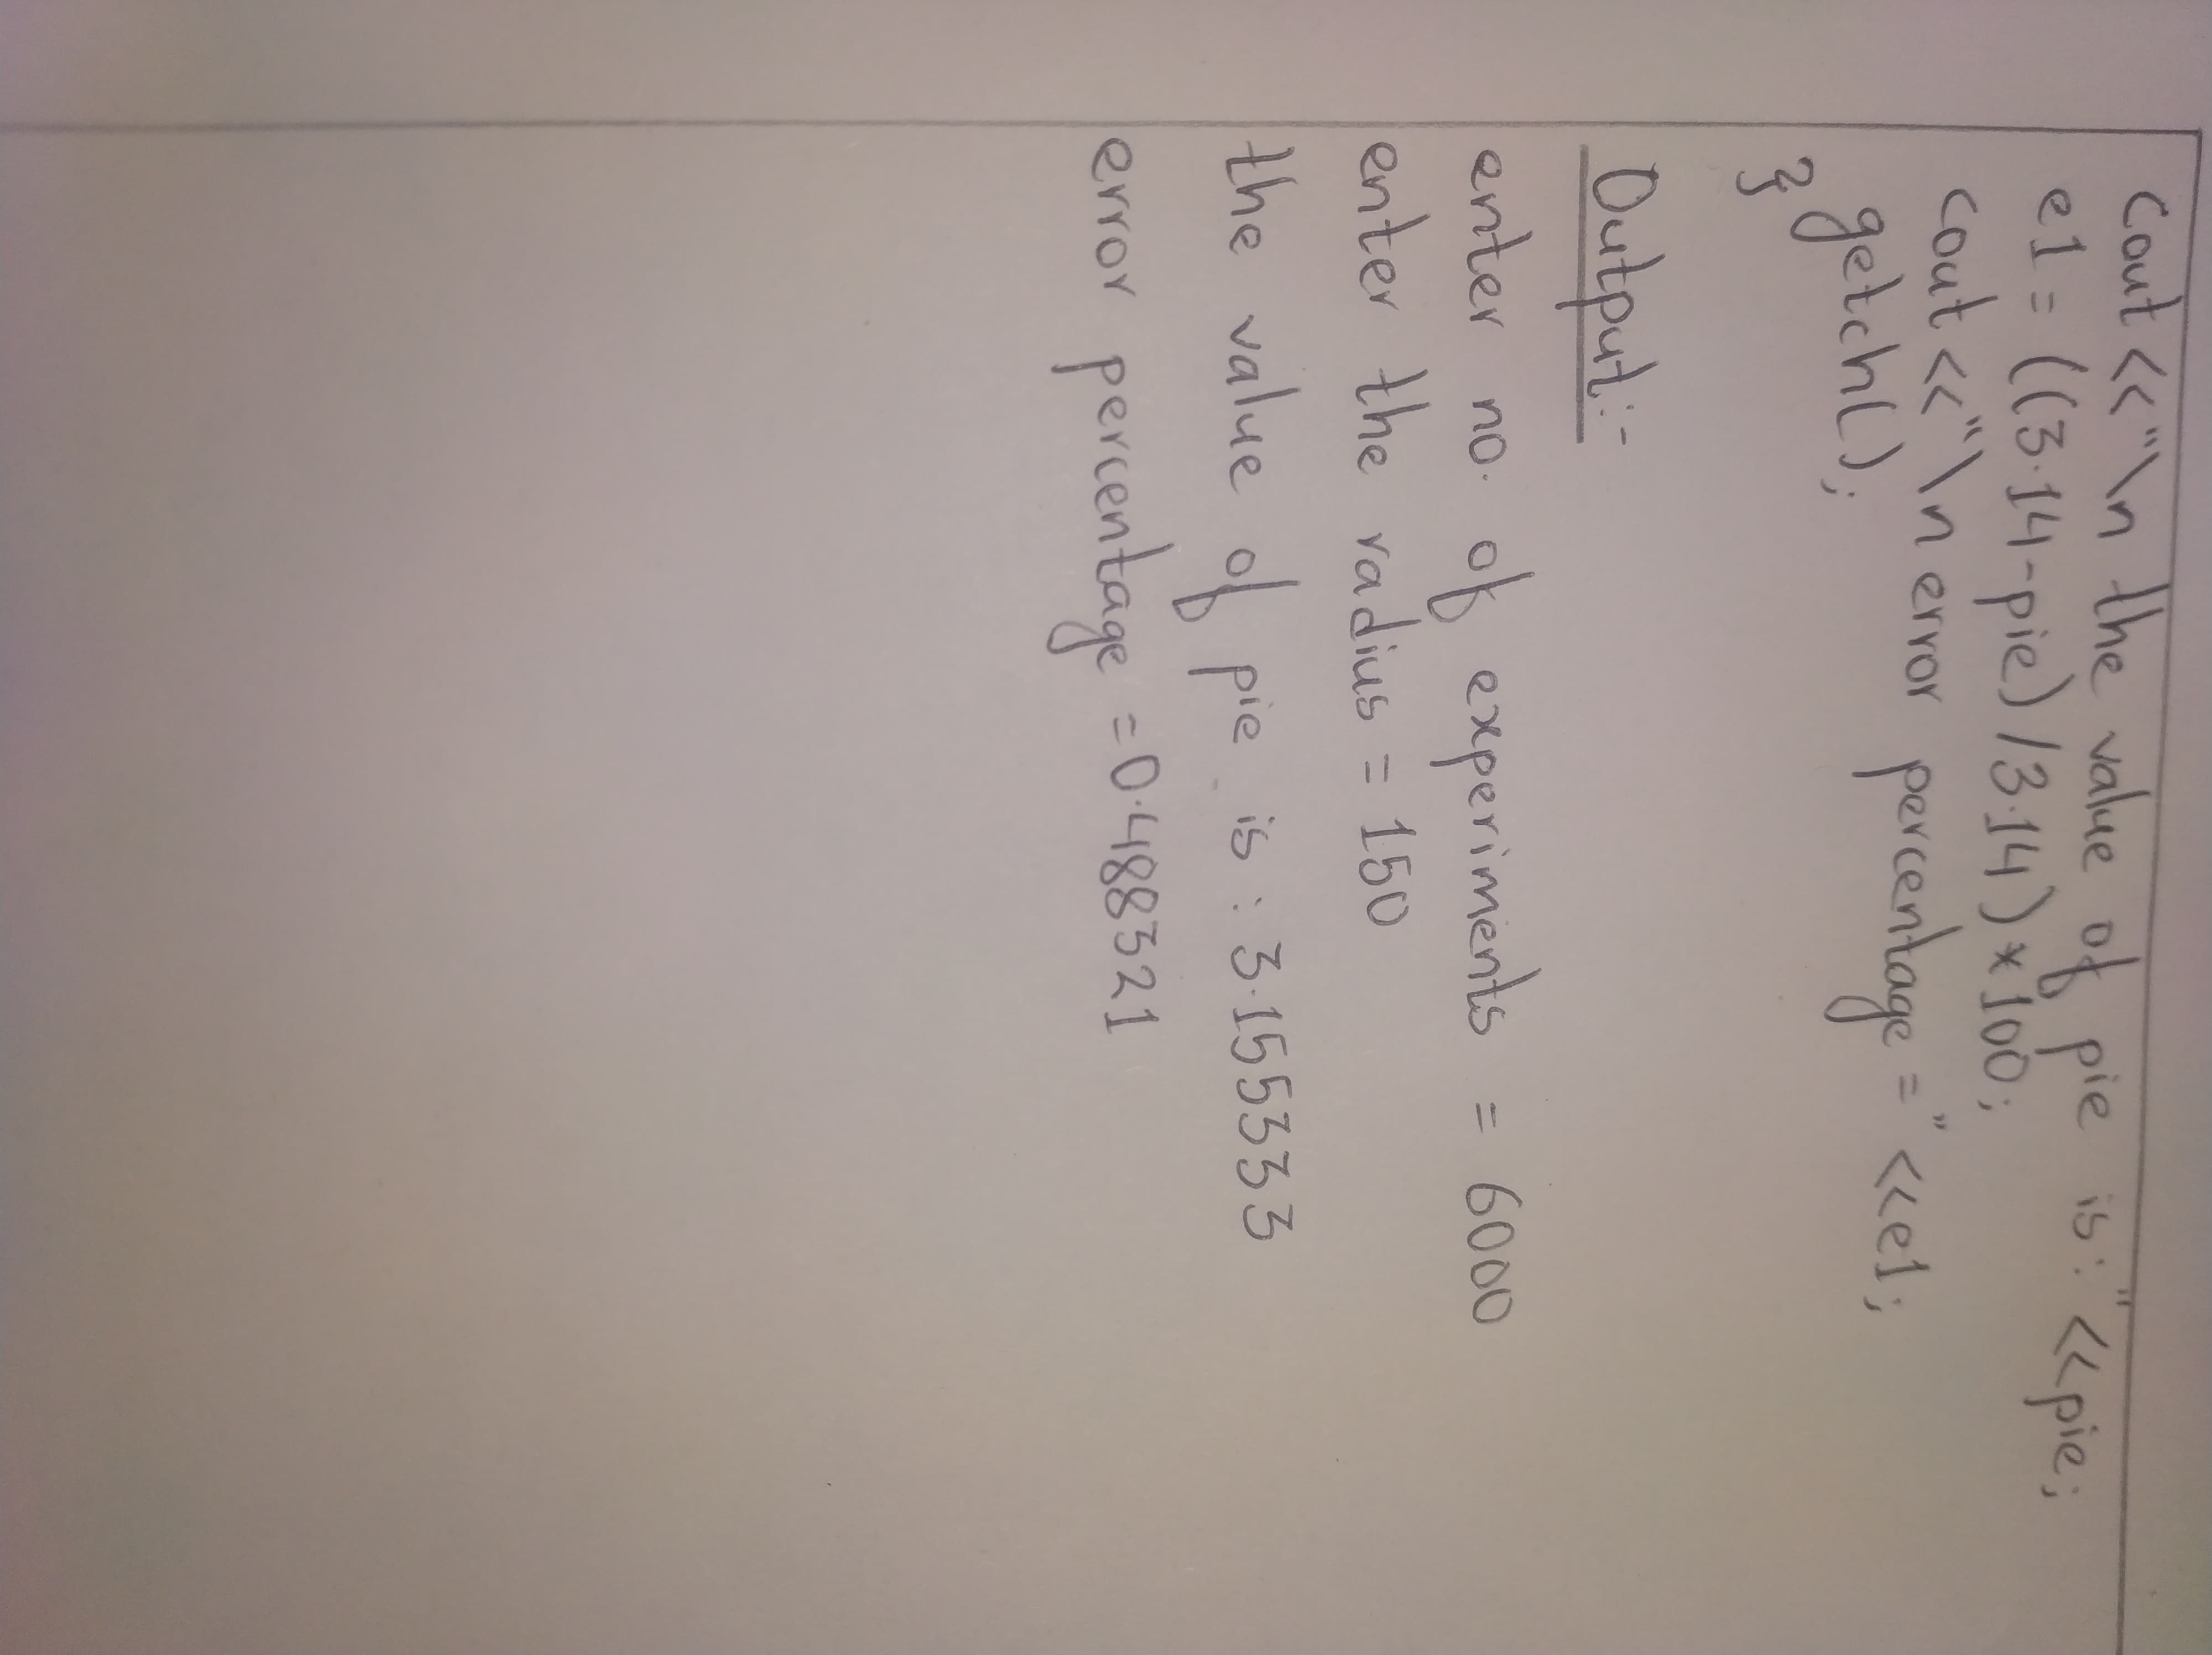 Cout<<"\n the value of pie is:"<<pie;
e1=((3.14-pie)/3.14)*100;
cout<<"\n error percentage ="<<e1;
getch();
}
Output:-
enter no. of experiments = 6000
enter the radius = 150
the value of pie is : 3.155333
error percentage =0.488321